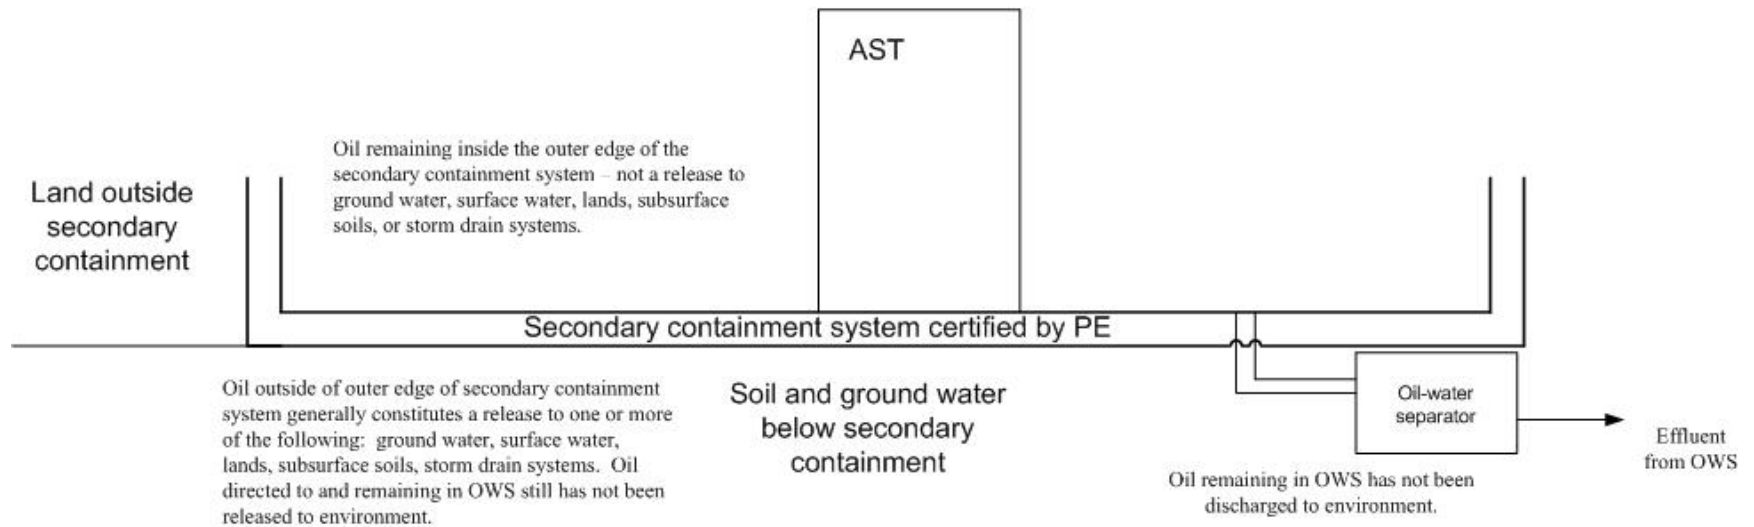 AST
Oil remaining inside the outer edge of the
secondary containment system – not a release to
ground water, surface water, lands, subsurface
soils, or storm drain systems.
Land outside
secondary
containment
Secondary containment system certified by PE
Oil outside of outer edge of secondary containment
system generally constitutes a release to one or more
of the following:  ground water, surface water,
lands, subsurface soils, storm drain systems.  Oil
directed to and remaining in OWS still has not been
released to environment.
Soil and ground water
below secondary
containment
Oil-water
separator
Effluent
from OWS
Oil remaining in OWS has not been
discharged to environment.